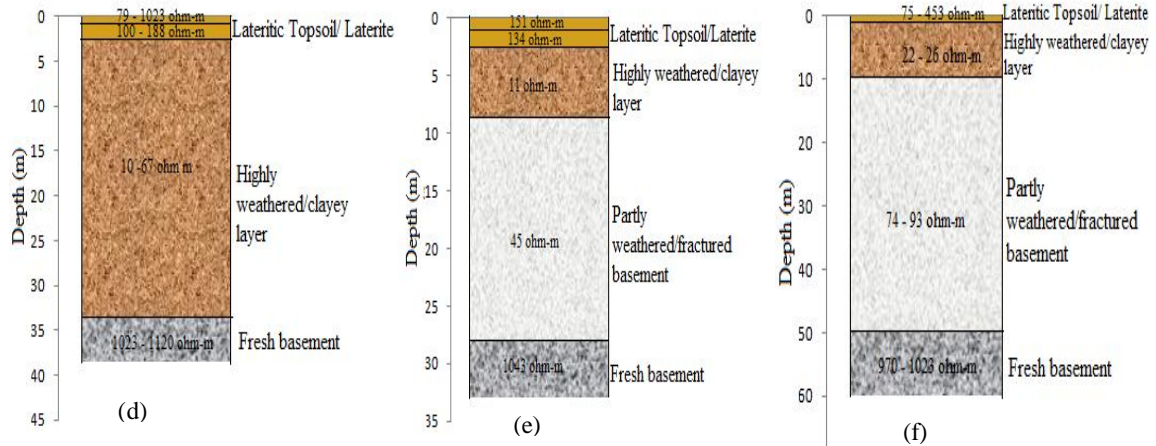 0
5
10
15
20
25
30
35
40
45
Depth (m)
79 - 1023 ohm-m
100 - 188 ohm-m
Lateritic Topsoil/ Laterite
10 -67 ohm m
Highly
weathered/clayey
layer
1023 - 1120 ohm-m
Fresh basement
(d)
0
5
10
15
20
25
30
35
Depth (m)
151 ohm-m
134 ohm-m
Lateritic Topsoil/Laterite
11 ohm-m
Highly weathered/clayey
layer
45 ohm-m
Partly
weathered/fractured
basement
1043 ohm-m
Fresh basement
(e)
0
10
20
30
40
50
60
Depth (m)
75 - 453 ohm-m
Lateritic Topsoil/ Laterite
22 - 26 ohm-m
Highly weathered/clayey
layer
74 - 93 ohm-m
Partly
weathered/fractured
basement
970 - 1023 ohm-m
Fresh basement
(f)